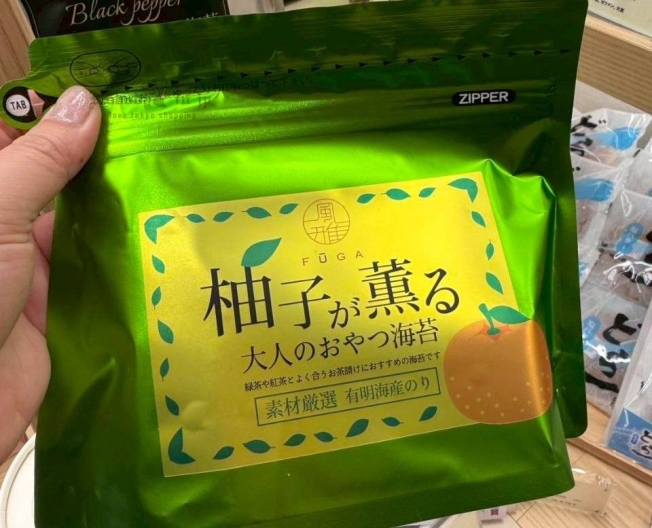 Black pepper
TAB
ZIPPER
風雅
FŪGA
柚子が薫る
大人のおやつ海苔
緑茶や紅茶とよく合うお茶請けにおすすめの海苔です
素材厳選 有明海産のり